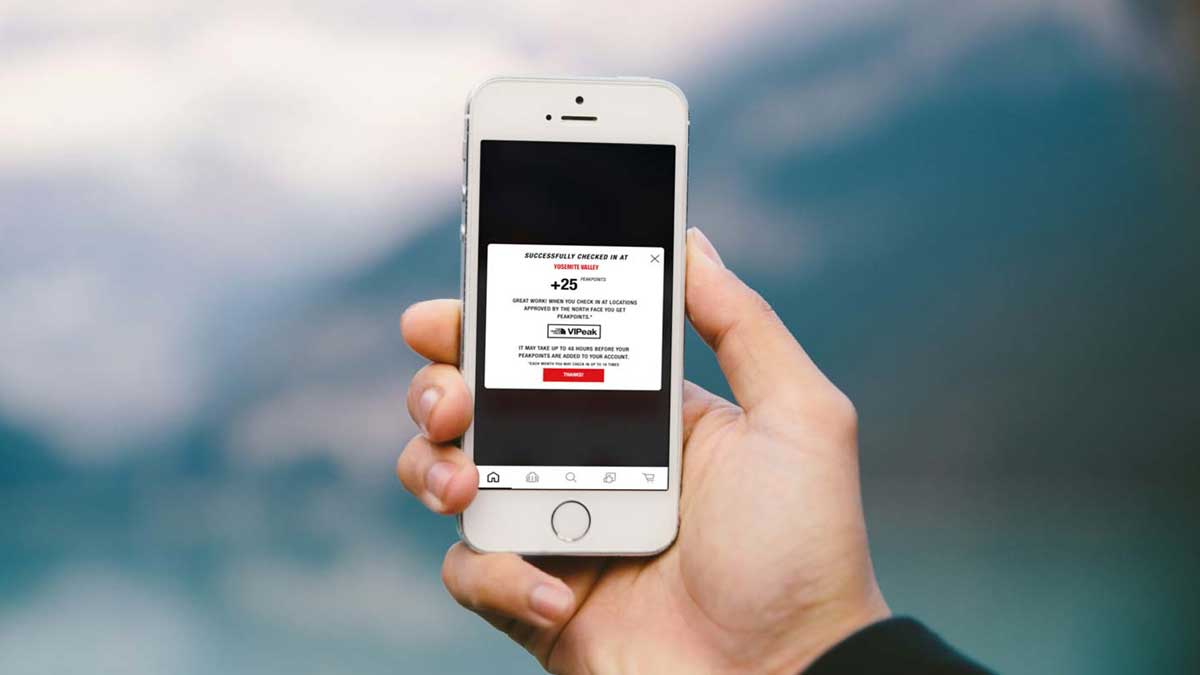 SUCCESSFULLY CHECKED IN AT
YOSEMITE VALLEY
+25 PEAKPOINTS
GREAT WORK! WHEN YOU CHECK IN AT LOCATIONS
APPROVED BY THE NORTH FACE YOU GET
PEAKPOINTS.*
VIPeak
IT MAY TAKE UP TO 48 HOURS BEFORE YOUR
PEAKPOINTS ARE ADDED TO YOUR ACCOUNT.
*EACH MONTH YOU MAY CHECK IN UP TO 10 TIMES
THANKS!